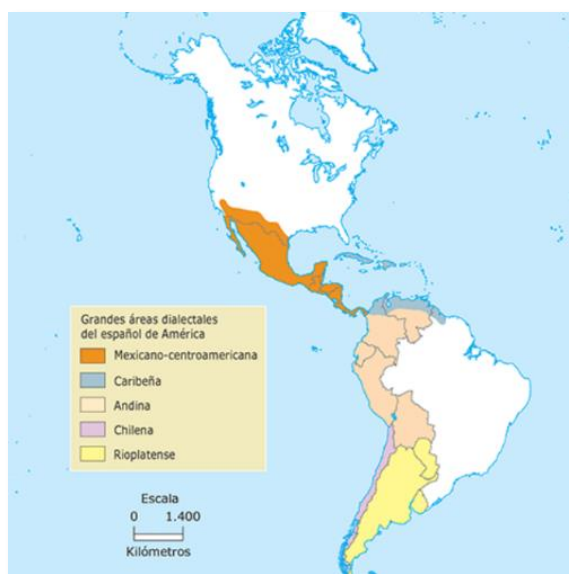 Grandes áreas dialectales
del español de América
Mexicano-centroamericana
Caribeña
Andina
Chilena
Rioplatense
Escala
0 1.400
Kilómetros